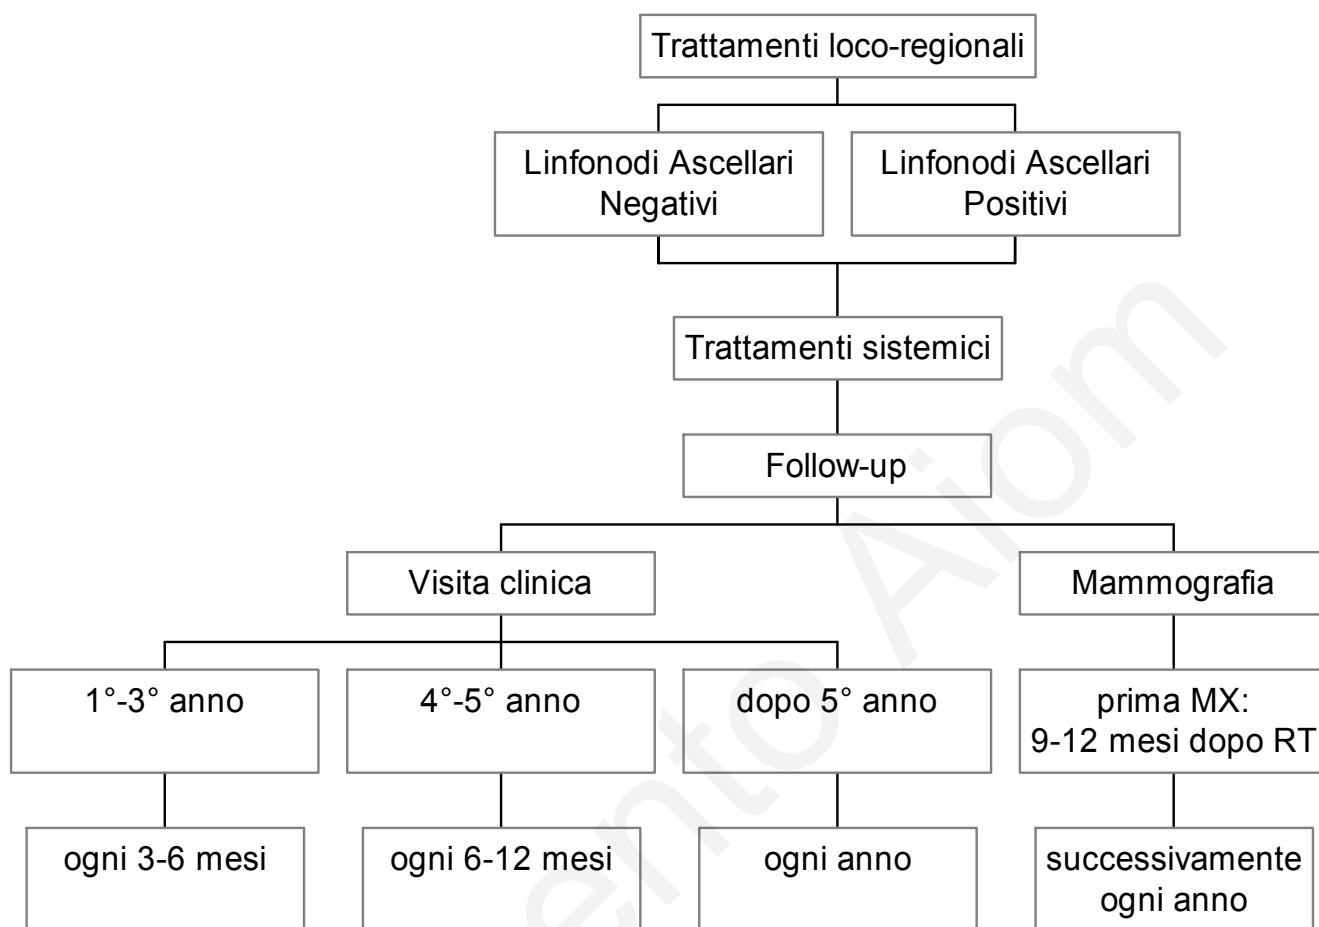 Trattamenti loco-regionali
Linfonodi Ascellari
Negativi
Linfonodi Ascellari
Positivi
Trattamenti sistemici
Follow-up
Visita clinica
Mammografia
1°-3° anno
4°-5° anno
dopo 5° anno
prima MX:
9-12 mesi dopo RT
ogni 3-6 mesi
ogni 6-12 mesi
ogni anno
successivamente
ogni anno
ento Aiom